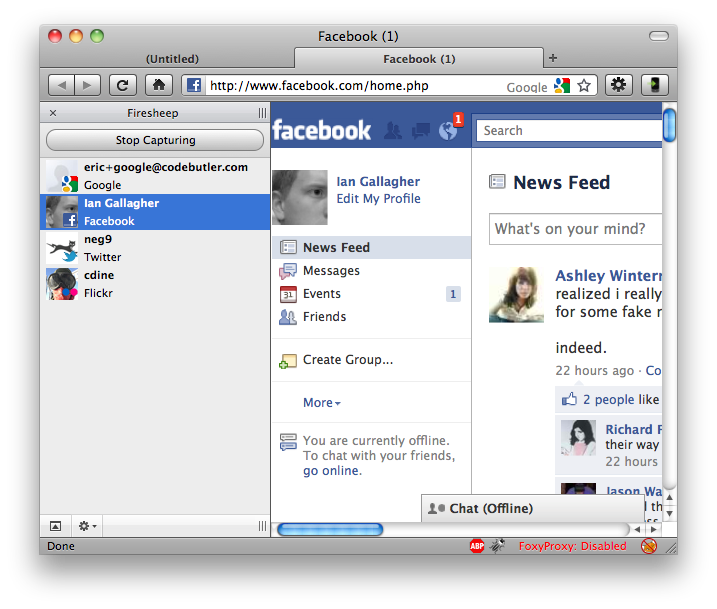 Facebook (1)
(Untitled)
Facebook (1)
+
http://www.facebook.com/home.php
Google
× Firesheep
Stop Capturing
eric+google@codebutler.com
Google
Ian Gallagher
Facebook
neg9
Twitter
cdine
Flickr
facebook
1
Search
Ian Gallagher
Edit My Profile
News Feed
Messages
31 Events 1
Friends
Create Group...
More
You are currently offline.
To chat with your friends,
go online.
News Feed
What's on your mind?
Ashley
realized i really
for some fake
indeed.
22 hours ago ·
2 people like
Richard
their way
22 hours
Jason
Chat (Offline)
Done
ABP
FoxyProxy: Disabled